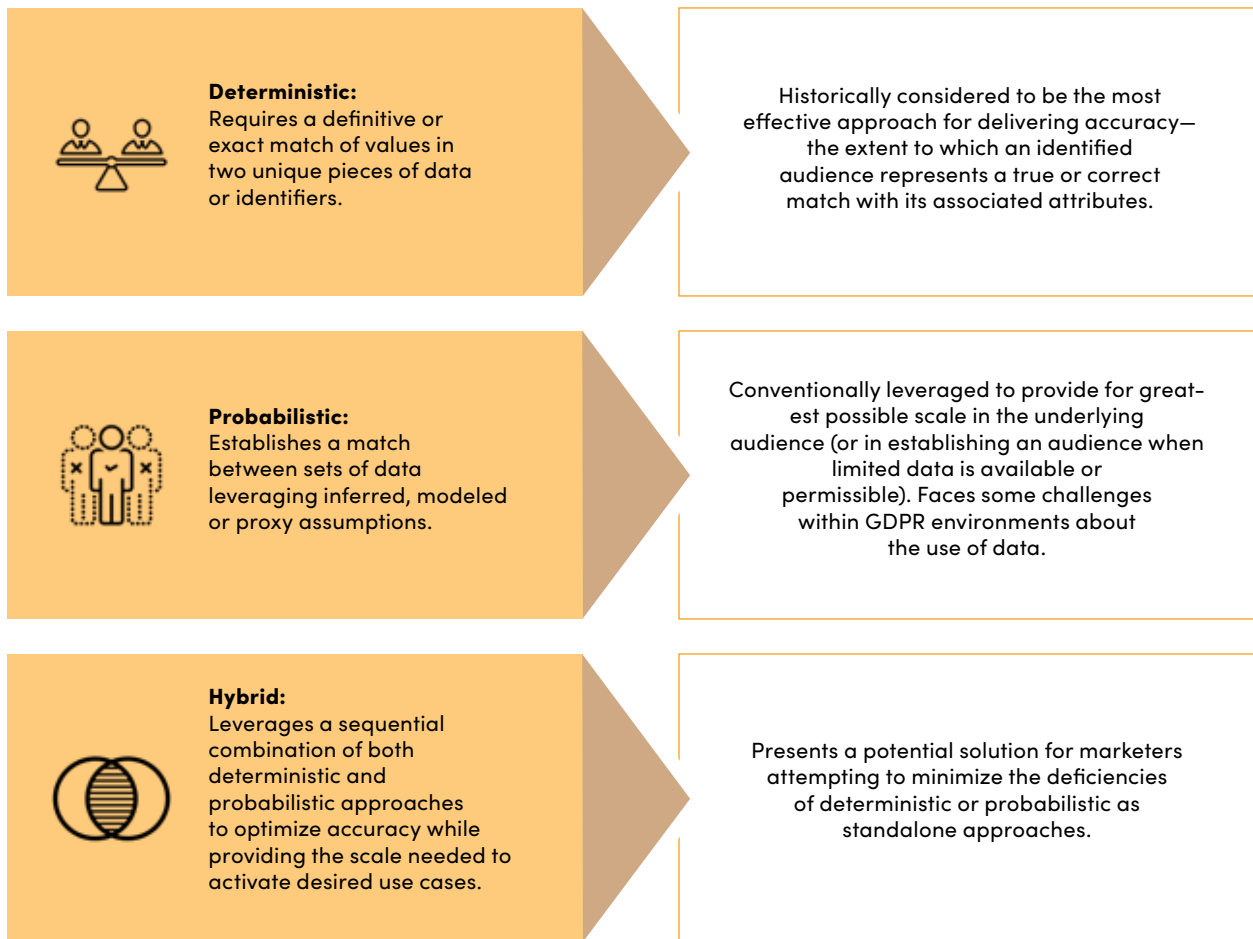 Deterministic:
Requires a definitive or
exact match of values in
two unique pieces of data
or identifiers.
Historically considered to be the most
effective approach for delivering accuracy—
the extent to which an identified
audience represents a true or correct
match with its associated attributes.
Probabilistic:
Establishes a match
between sets of data
leveraging inferred, modeled
or proxy assumptions.
Conventionally leveraged to provide for great-
est possible scale in the underlying
audience (or in establishing an audience when
limited data is available or
permissible). Faces some challenges
within GDPR environments about
the use of data.
Hybrid:
Leverages a sequential
combination of both
deterministic and
probabilistic approaches
to optimize accuracy while
providing the scale needed to
activate desired use cases.
Presents a potential solution for marketers
attempting to minimize the deficiencies
of deterministic or probabilistic as
standalone approaches.